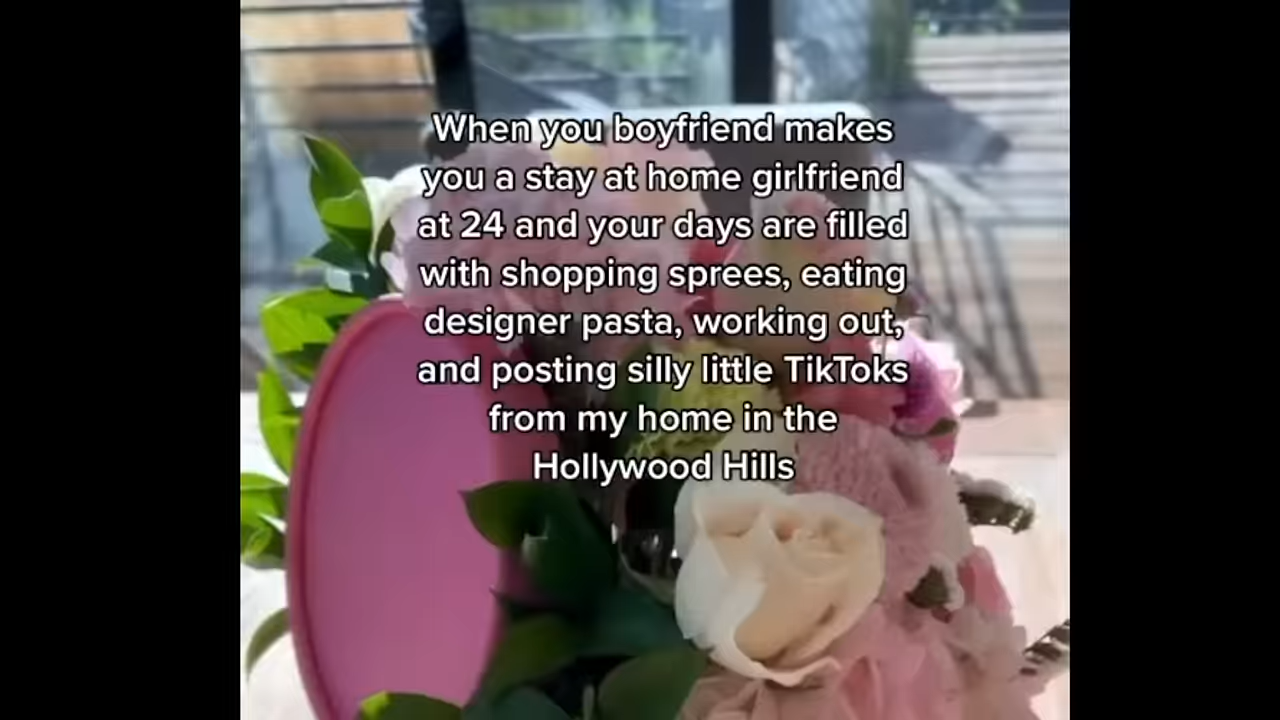 When you boyfriend makes
you a stay at home girlfriend
at 24 and your days are filled
with shopping sprees, eating
designer pasta, working out,
and posting silly little TikToks
from my home in the
Hollywood Hills